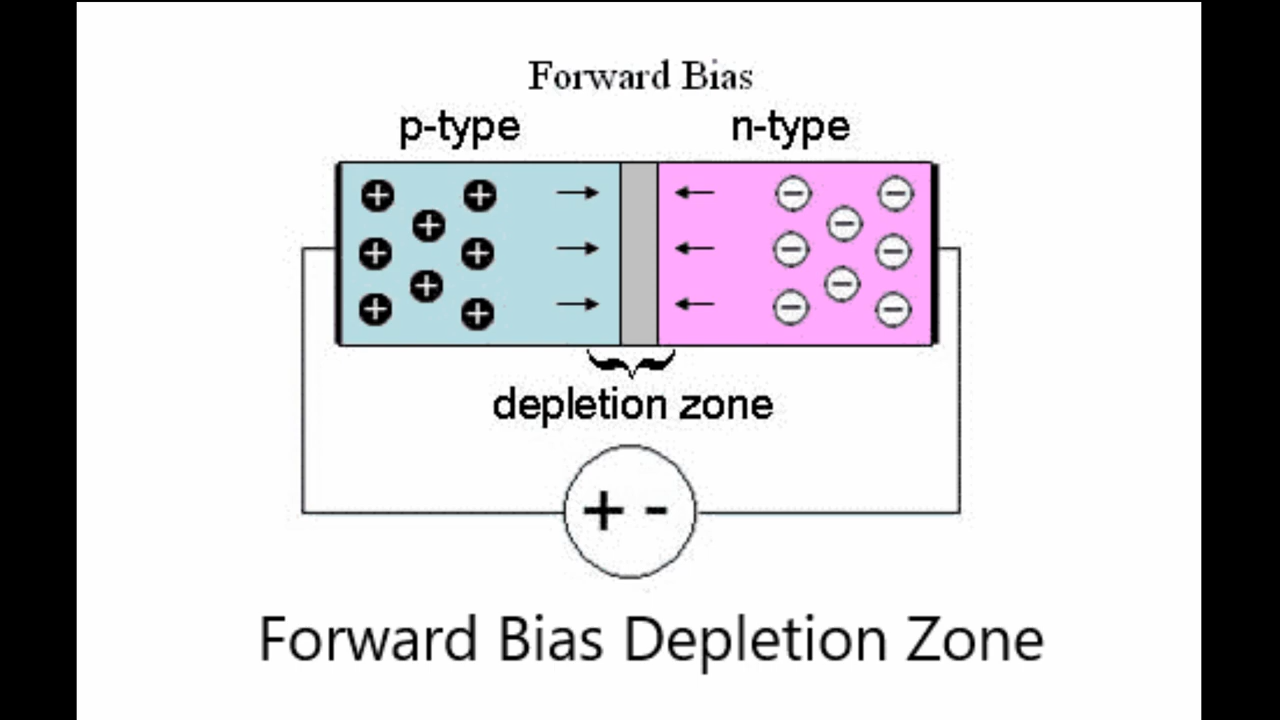 Forward Bias
p-type n-type
depletion zone
+ -
Forward Bias Depletion Zone